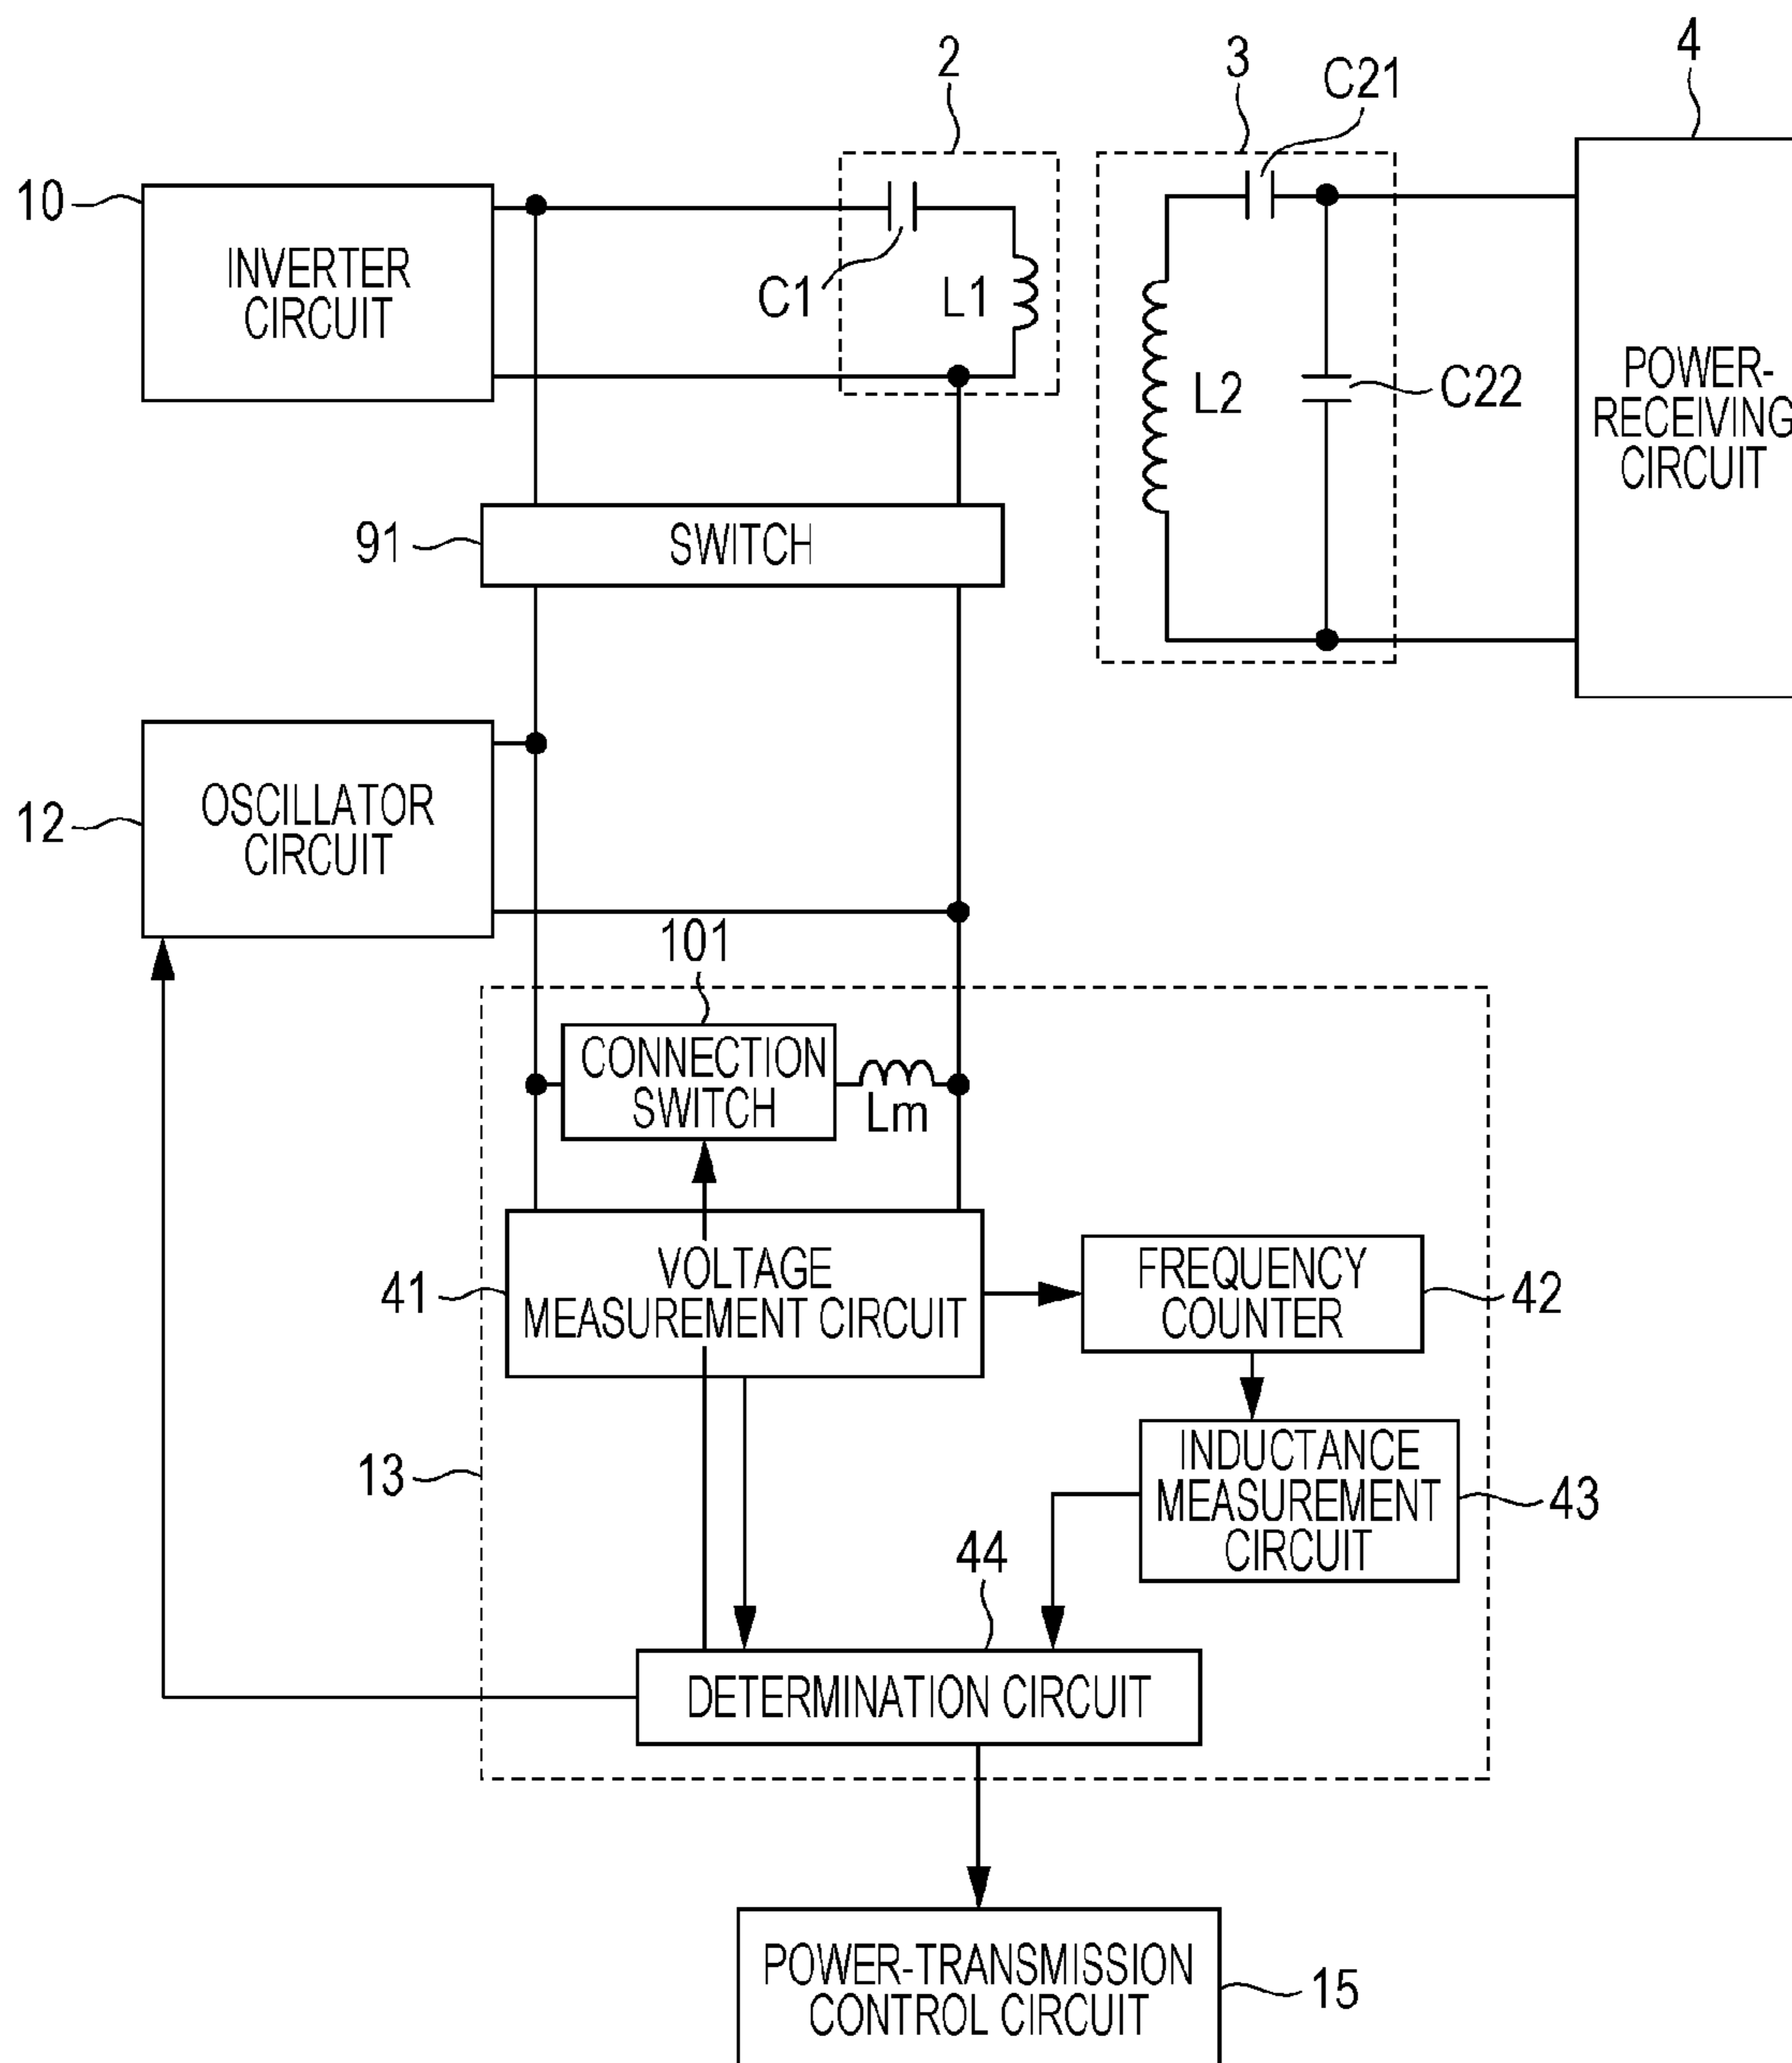 2
3
C21
4
10
INVERTER
CIRCUIT
C1
L1
L2
C22
POWER-
RECEIVING
CIRCUIT
91
SWITCH
12
OSCILLATOR
CIRCUIT
101
CONNECTION
SWITCH
Lm
41
VOLTAGE
MEASUREMENT CIRCUIT
FREQUENCY
COUNTER
42
13
INDUCTANCE
MEASUREMENT
CIRCUIT
43
44
DETERMINATION CIRCUIT
POWER-TRANSMISSION
CONTROL CIRCUIT
15